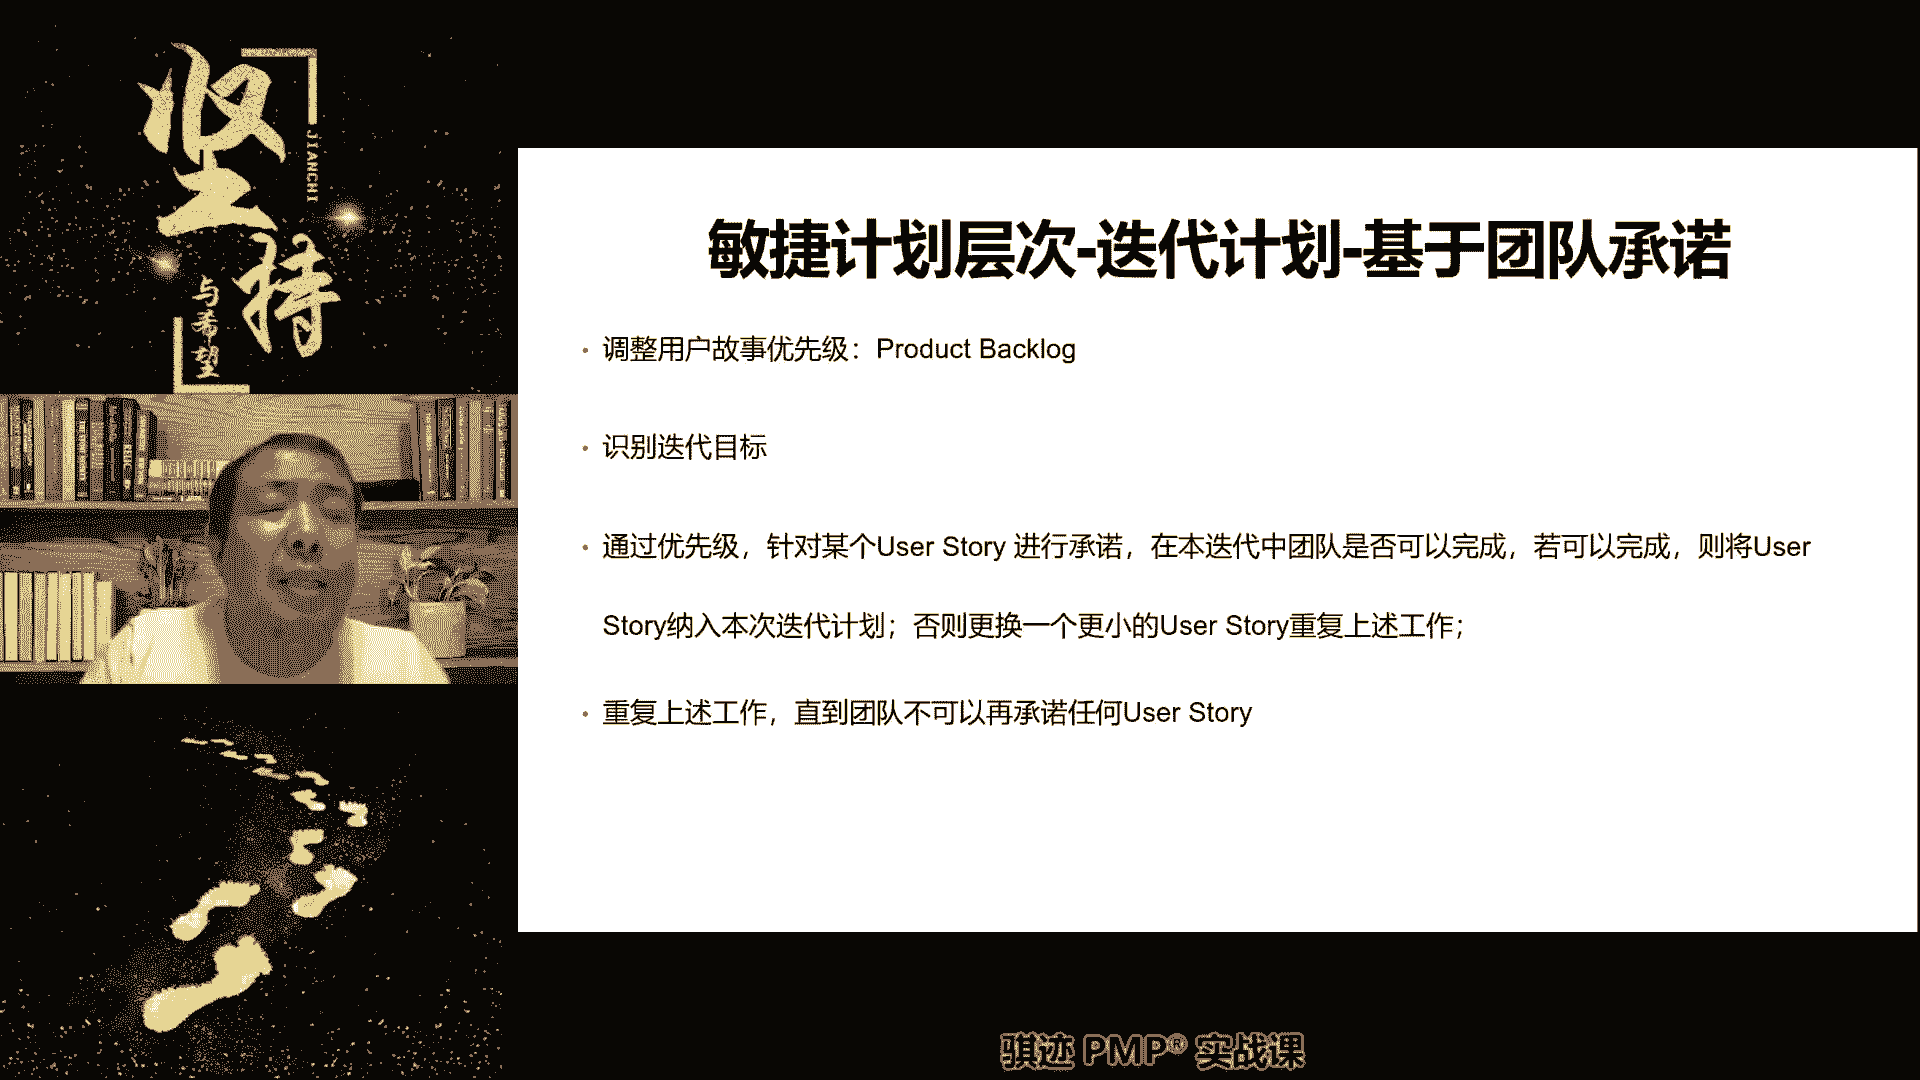 坚持
JIANCHI
与希望
敏捷计划层次-迭代计划-基于团队承诺
· 调整用户故事优先级：Product Backlog
· 识别迭代目标
· 通过优先级，针对某个User Story 进行承诺，在本迭代中团队是否可以完成，若可以完成，则将User
Story纳入本次迭代计划；否则更换一个更小的User Story重复上述工作；
· 重复上述工作，直到团队不可以再承诺任何User Story
骐迹 PMP® 实战课